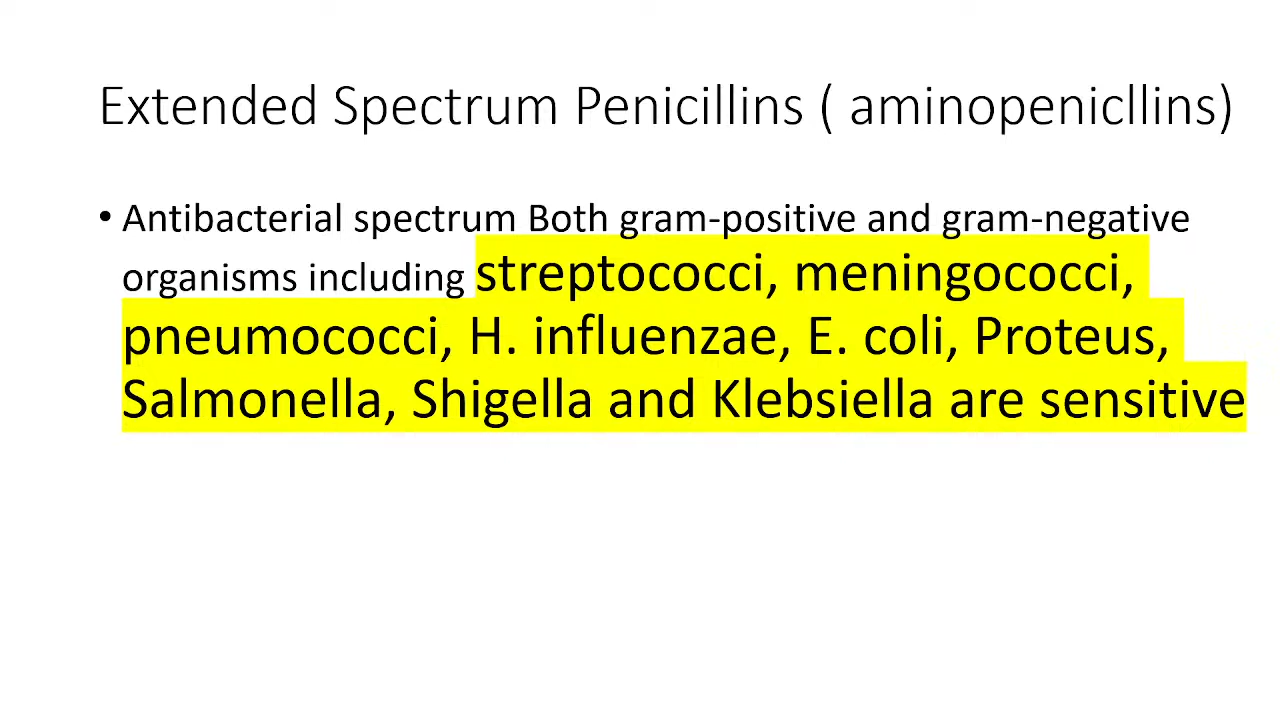 Extended Spectrum Penicillins ( aminopenicllins)
• Antibacterial spectrum Both gram-positive and gram-negative
organisms including streptococci, meningococci,
pneumococci, H. influenzae, E. coli, Proteus,
Salmonella, Shigella and Klebsiella are sensitive